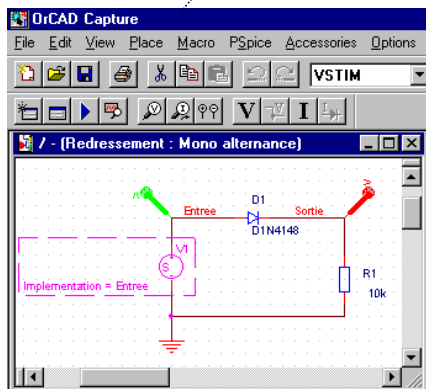 OrCAD Capture
File Edit View Place Macro PSpice Accessories Options
VSTIM
V V I I
/ - (Redressement : Mono alternance)
V
V
D1
Entree
Sortie
D1N4148
V1
S
R1
Implementation = Entree
10k